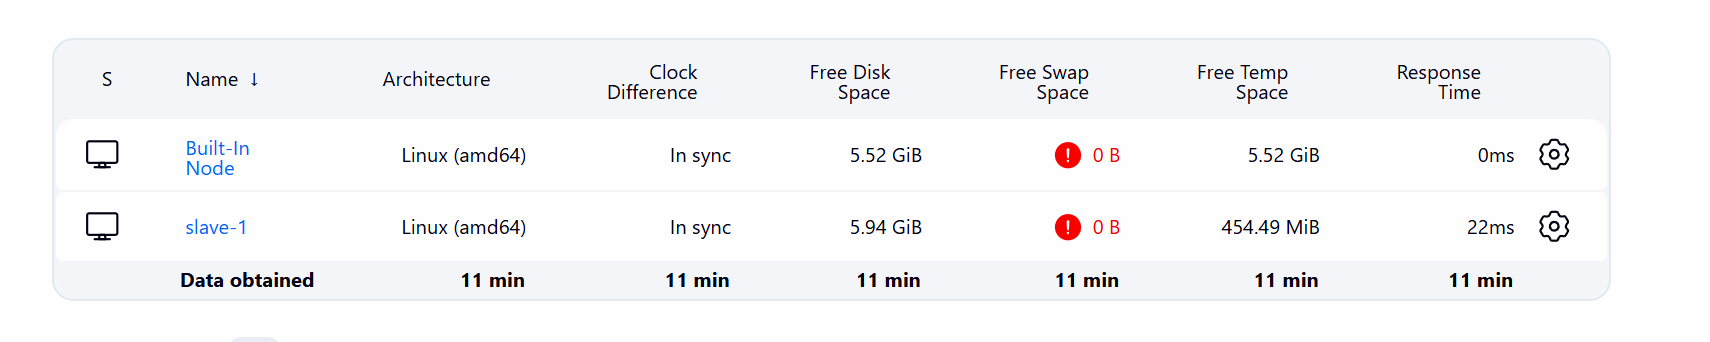 S Name ↓ Architecture Clock Difference Free Disk Space Free Swap Space Free Temp Space Response Time
Built-In Node Linux (amd64) In sync 5.52 GiB ! 0 B 5.52 GiB 0ms
slave-1 Linux (amd64) In sync 5.94 GiB ! 0 B 454.49 MiB 22ms
Data obtained 11 min 11 min 11 min 11 min 11 min 11 min